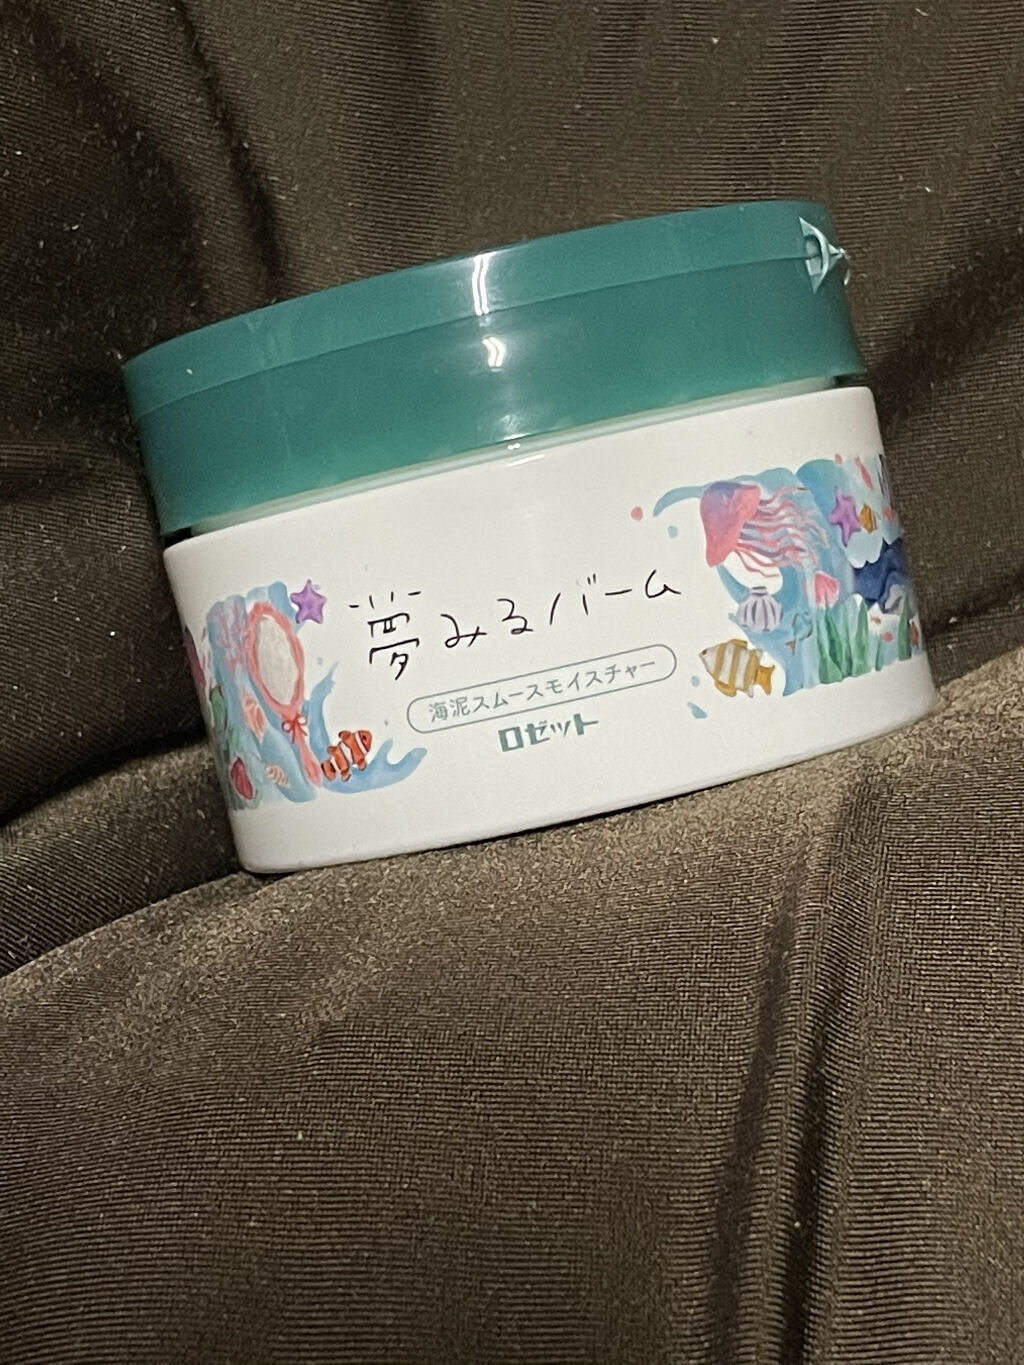 夢みるバーム
海泥スムースモイスチャー
ロゼット